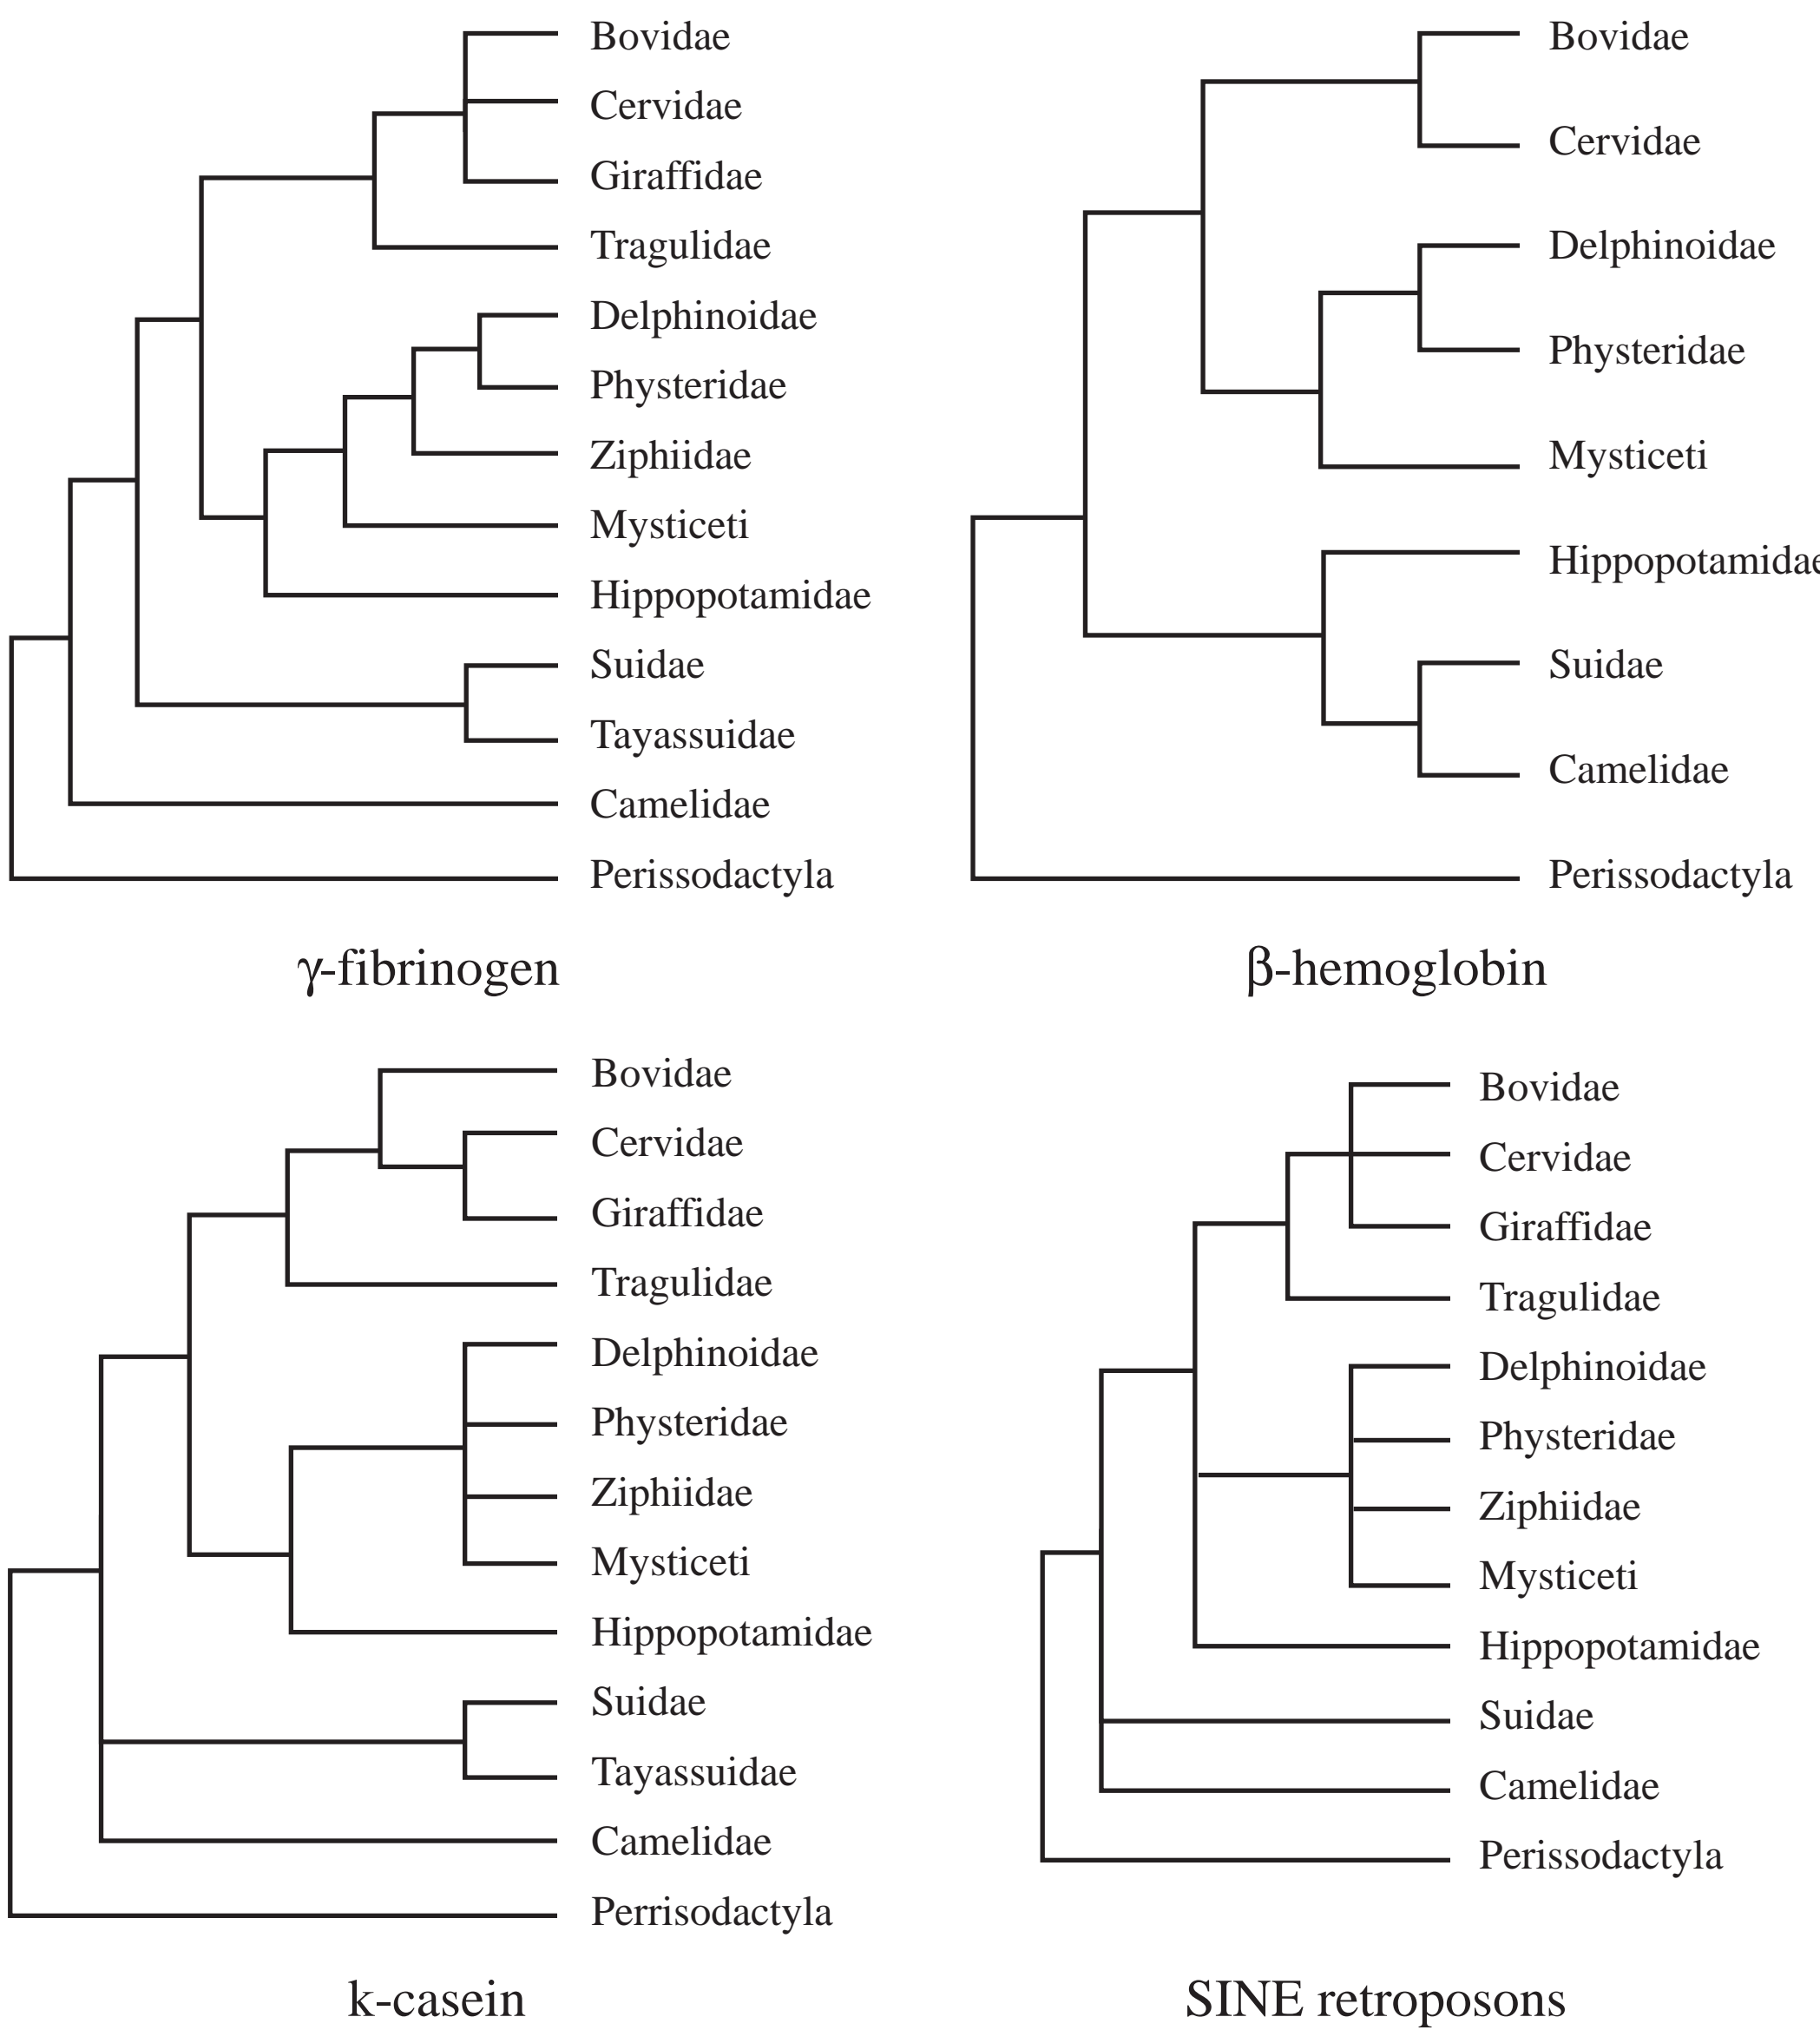 Bovidae
Cervidae
Giraffidae
Tragulidae
Delphinoidae
Physteridae
Ziphiidae
Mysticeti
Hippopotamidae
Suidae
Tayassuidae
Camelidae
Perissodactyla
γ-fibrinogen
Bovidae
Cervidae
Delphinoidae
Physteridae
Mysticeti
Hippopotamidae
Suidae
Camelidae
Perissodactyla
β-hemoglobin
Bovidae
Cervidae
Giraffidae
Tragulidae
Delphinoidae
Physteridae
Ziphiidae
Mysticeti
Hippopotamidae
Suidae
Tayassuidae
Camelidae
Perrisodactyla
k-casein
Bovidae
Cervidae
Giraffidae
Tragulidae
Delphinoidae
Physteridae
Ziphiidae
Mysticeti
Hippopotamidae
Suidae
Camelidae
Perissodactyla
SINE retroposons